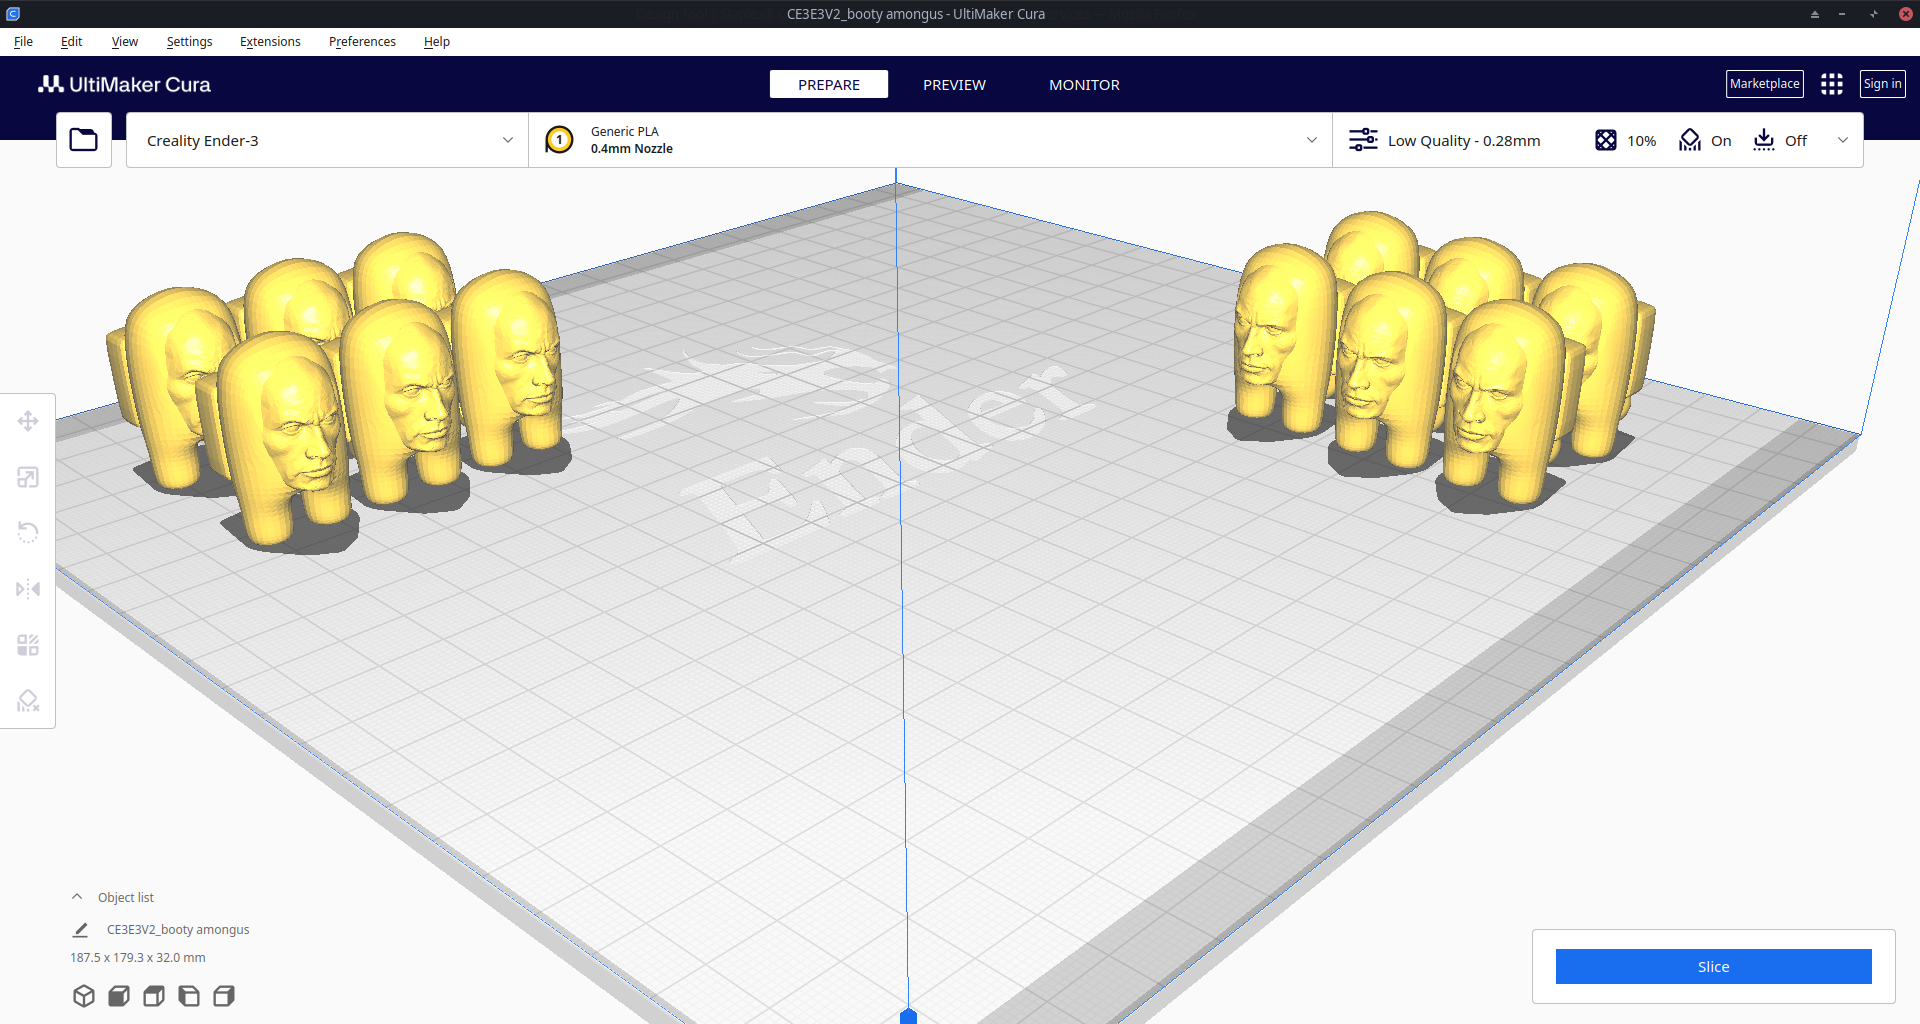 CE3E3V2_booty amongus - UltiMaker Cura
File Edit View Settings Extensions Preferences Help
UltiMaker Cura PREPARE PREVIEW MONITOR Marketplace Sign in
Creality Ender-3
1
Generic PLA
0.4mm Nozzle
Low Quality - 0.28mm 10% On Off
Ender
Object list
CE3E3V2_booty amongus
187.5 x 179.3 x 32.0 mm
Slice